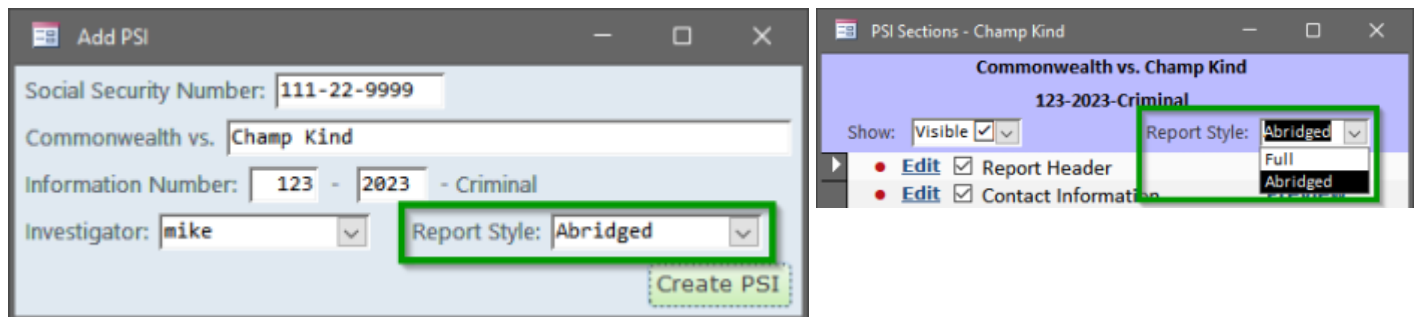 Add PSI
Social Security Number: 111-22-9999
Commonwealth vs. Champ Kind
Information Number: 123 - 2023 - Criminal
Investigator: mike Report Style: Abridged
Create PSI
PSI Sections - Champ Kind
Commonwealth vs. Champ Kind
123-2023-Criminal
Show: Visible Report Style: Abridged
Full
Abridged
Edit Report Header
Edit Contact Information